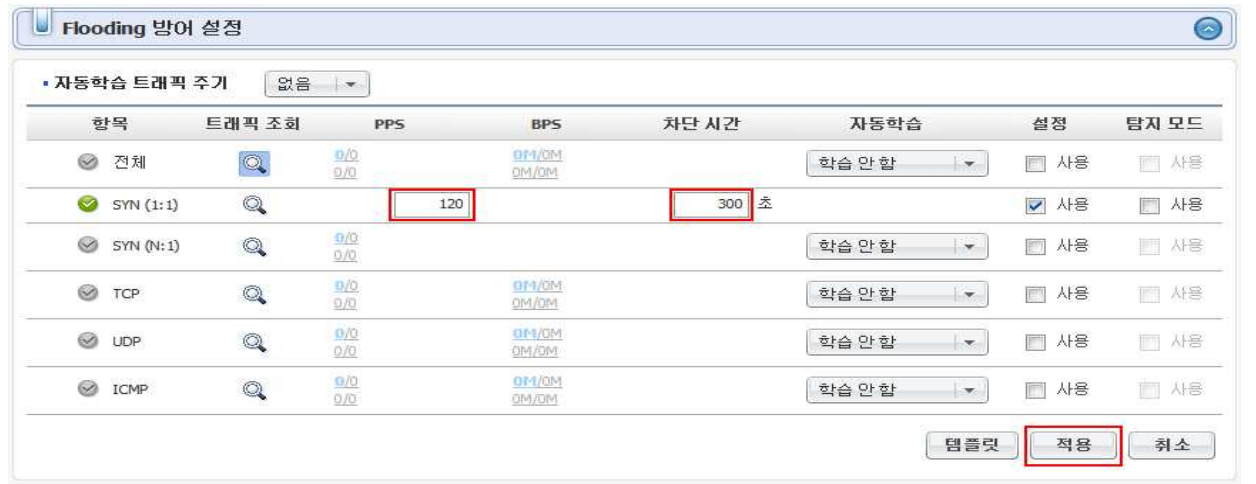 Flooding 방어 설정
자동학습 트래픽 주기 없음
항목 트래픽 조회 PPS BPS 차단 시간 자동학습 설정 탐지 모드
전체 0/0 0M/0M 학습 안 함 사용 사용
0/0 0M/0M
SYN (1:1) 120 300 초 사용 사용
SYN (N:1) 0/0 학습 안 함 사용 사용
0/0
TCP 0/0 0M/0M 학습 안 함 사용 사용
0/0 0M/0M
UDP 0/0 0M/0M 학습 안 함 사용 사용
0/0 0M/0M
ICMP 0/0 0M/0M 학습 안 함 사용 사용
0/0 0M/0M
템플릿 적용 취소